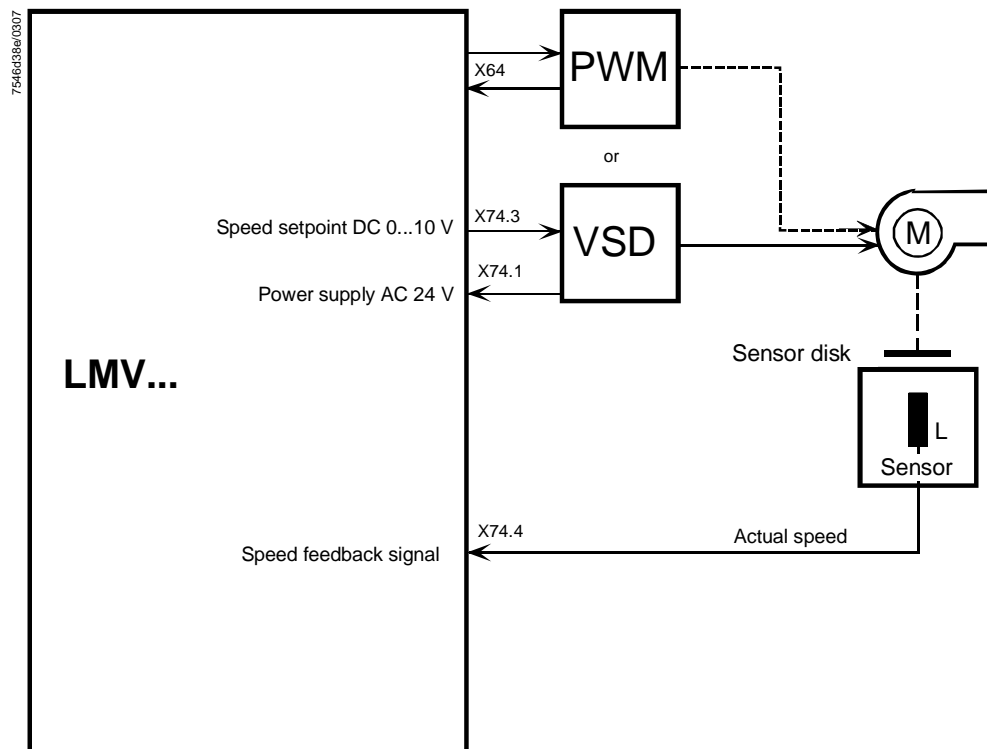 7546d38e/0307
X64
PWM
or
Speed setpoint DC 0...10 V
X74.3
VSD
M
X74.1
Power supply AC 24 V
Sensor disk
LMV...
L
Sensor
X74.4
Actual speed
Speed feedback signal